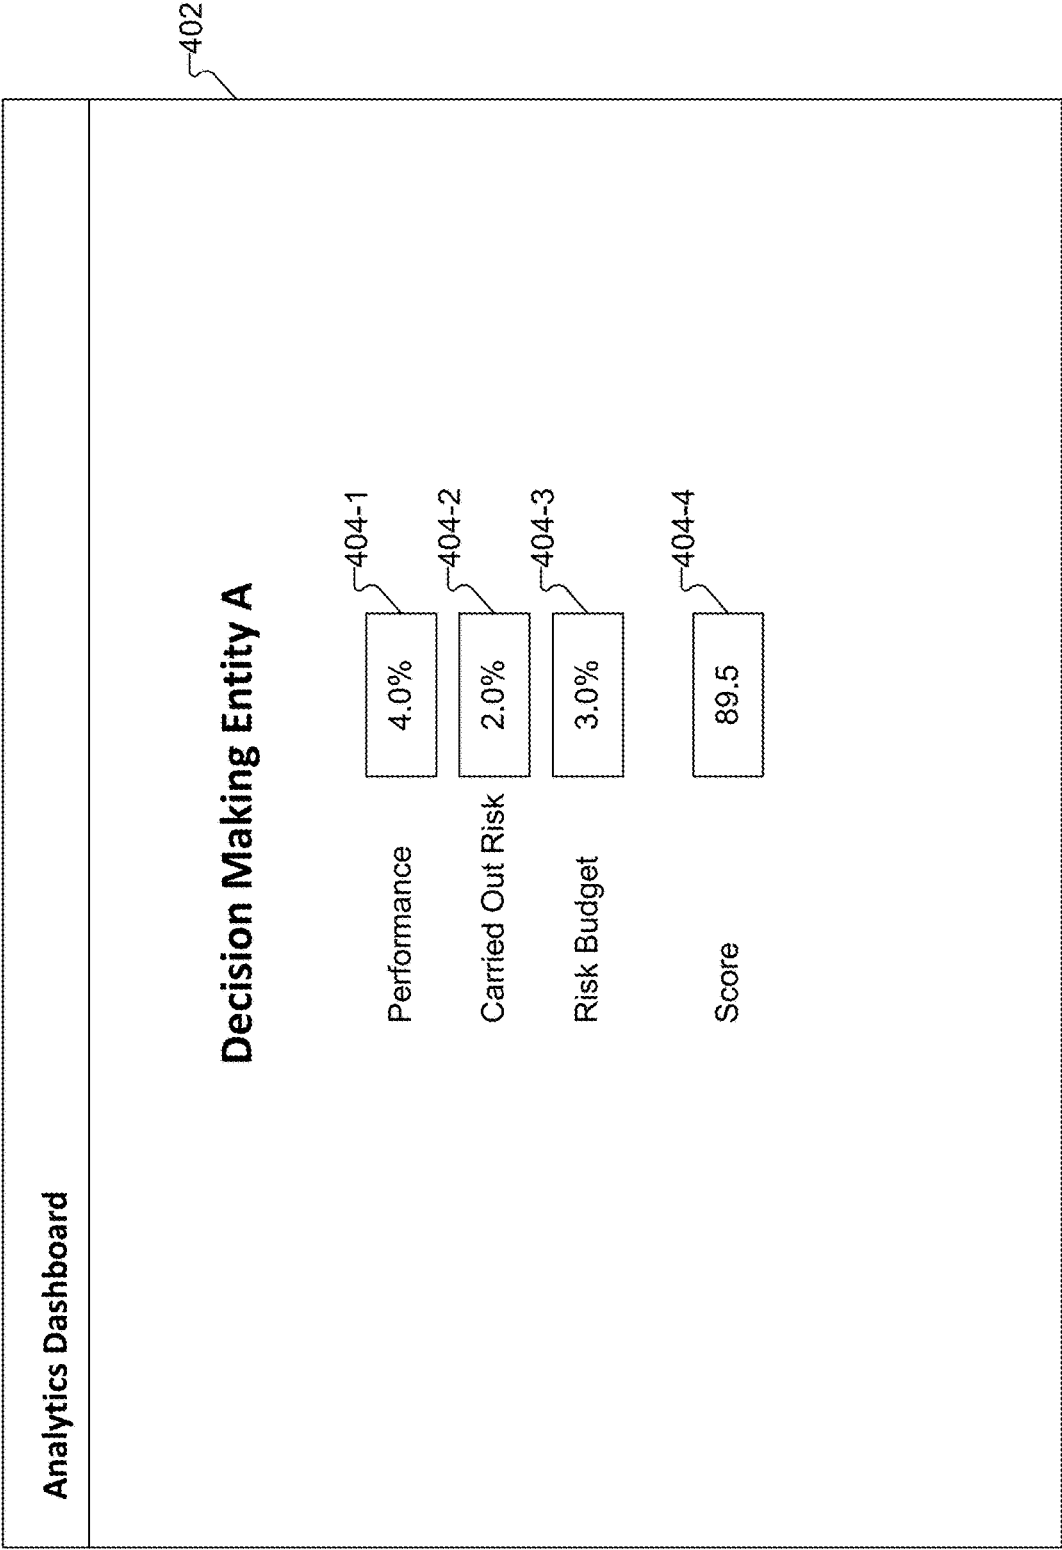 402
Analytics Dashboard
Decision Making Entity A
Performance 4.0% 404-1
Carried Out Risk 2.0% 404-2
Risk Budget 3.0% 404-3
Score 89.5 404-4